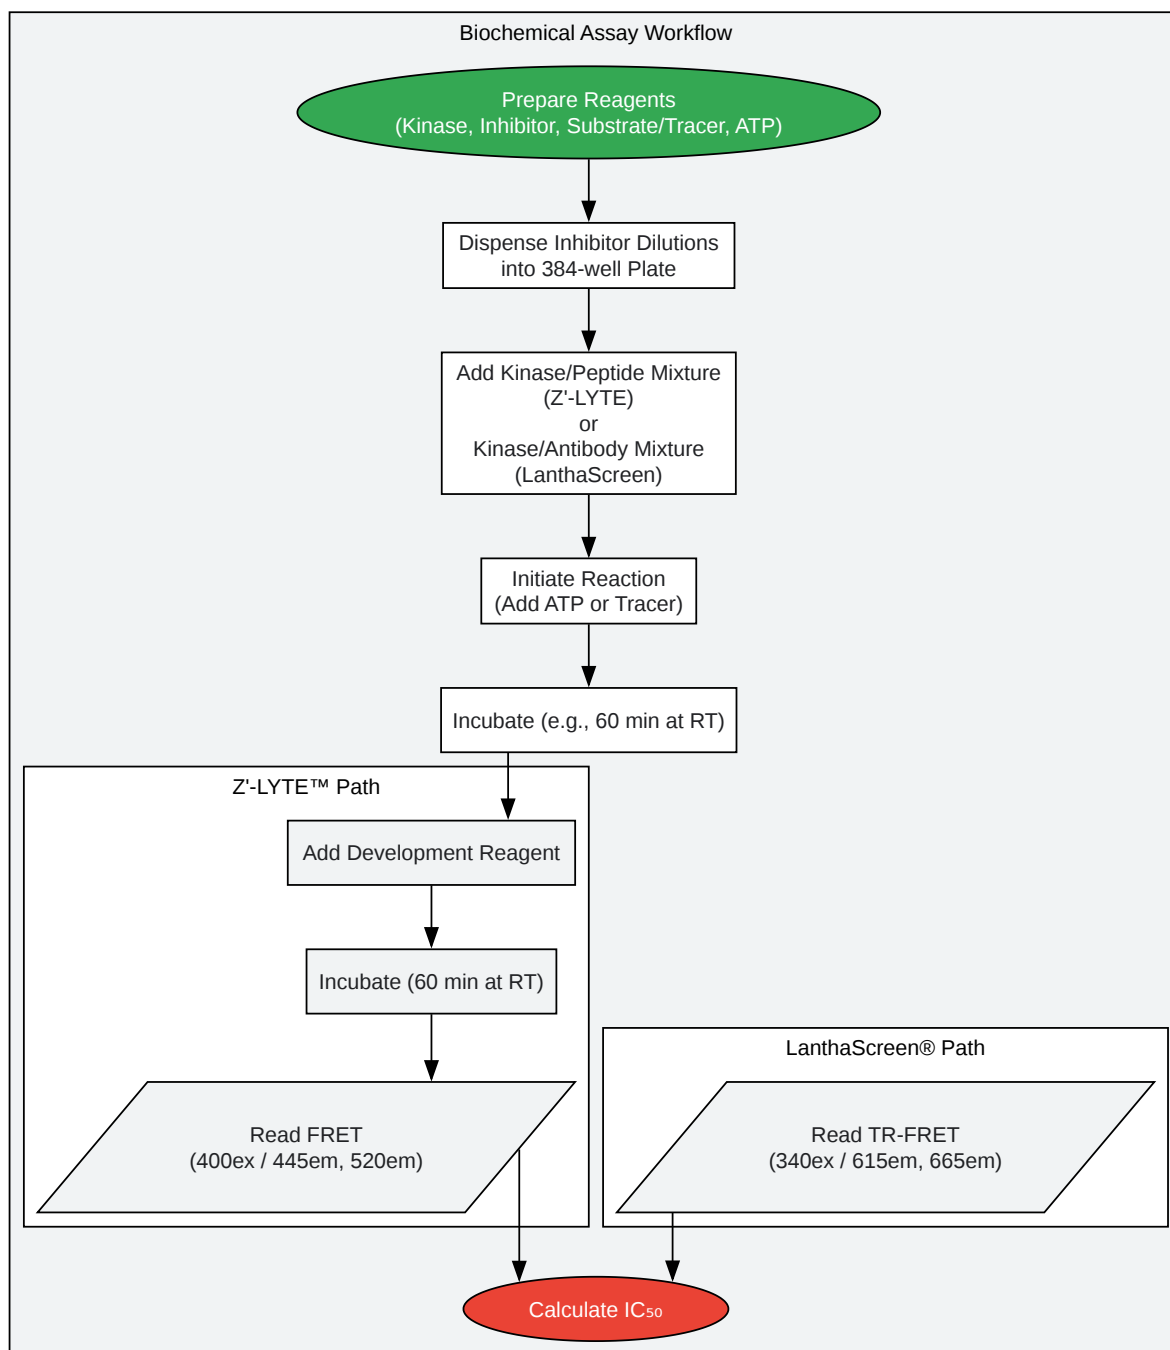 Biochemical Assay Workflow
Prepare Reagents
(Kinase, Inhibitor, Substrate/Tracer, ATP)
Dispense Inhibitor Dilutions
into 384-well Plate
Add Kinase/Peptide Mixture
(Z'-LYTE)
or
Kinase/Antibody Mixture
(LanthaScreen)
Initiate Reaction
(Add ATP or Tracer)
Incubate (e.g., 60 min at RT)
Z'-LYTE™ Path
Add Development Reagent
Incubate (60 min at RT)
Read FRET
(400ex / 445em, 520em)
LanthaScreen® Path
Read TR-FRET
(340ex / 615em, 665em)
Calculate IC₅₀